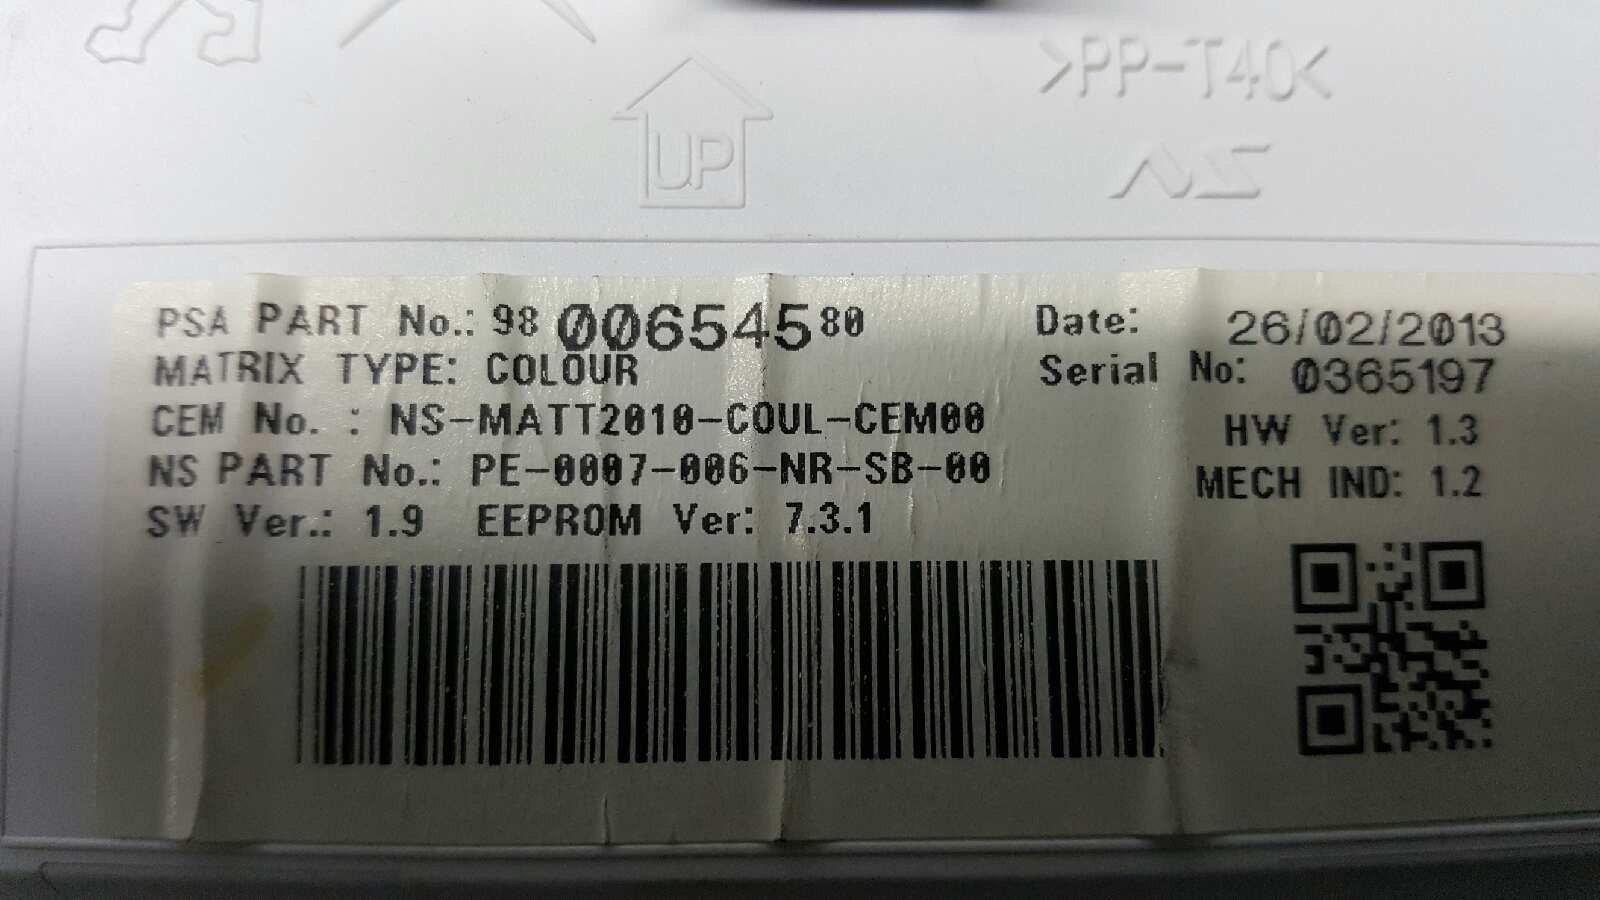 >PP-T40<
UP
NS
PSA PART No.: 98 00654580 Date: 26/02/2013
MATRIX TYPE: COLOUR Serial No: 0365197
CEM No. : NS-MATT2010-COUL-CEM00 HW Ver: 1.3
NS PART No.: PE-0007-006-NR-SB-00 MECH IND: 1.2
SW Ver.: 1.9 EEPROM Ver: 7.3.1